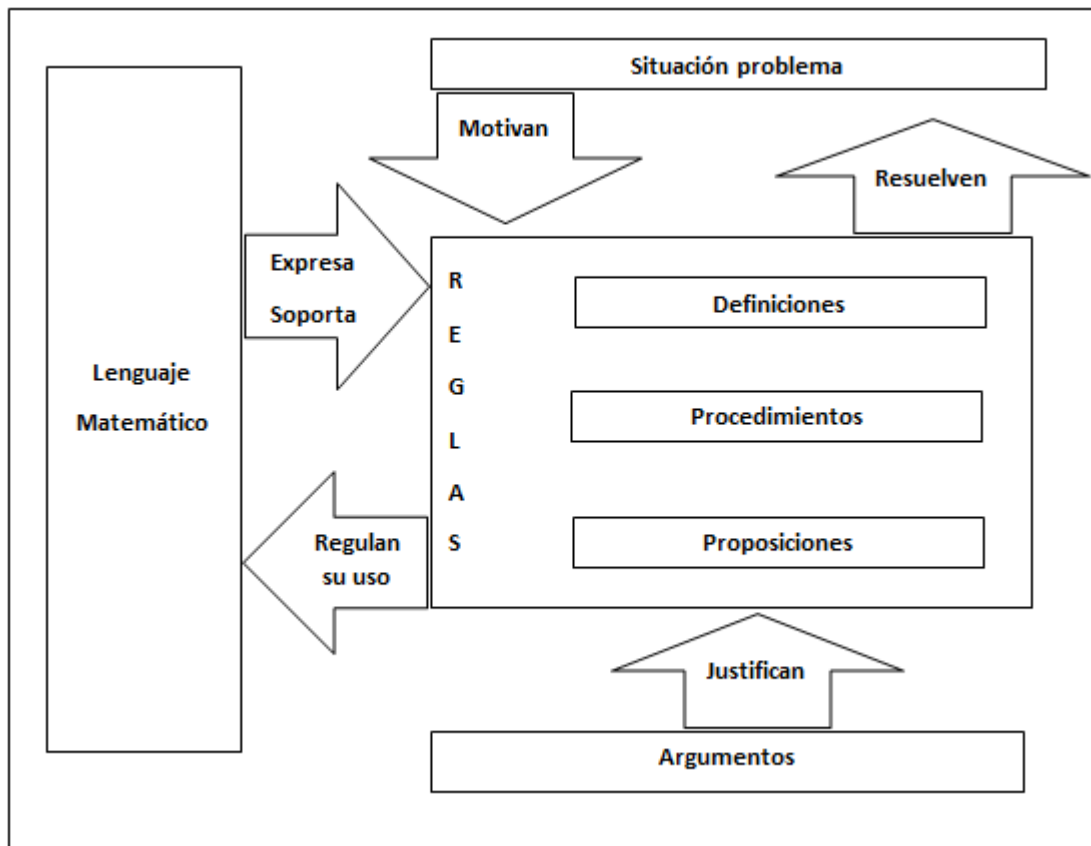 Situación problema
Motivan
Resuelven
Expresa
Soporta
Lenguaje
Matemático
R
E
G
L
A
S
Definiciones
Procedimientos
Proposiciones
Regulan
su uso
Justifican
Argumentos